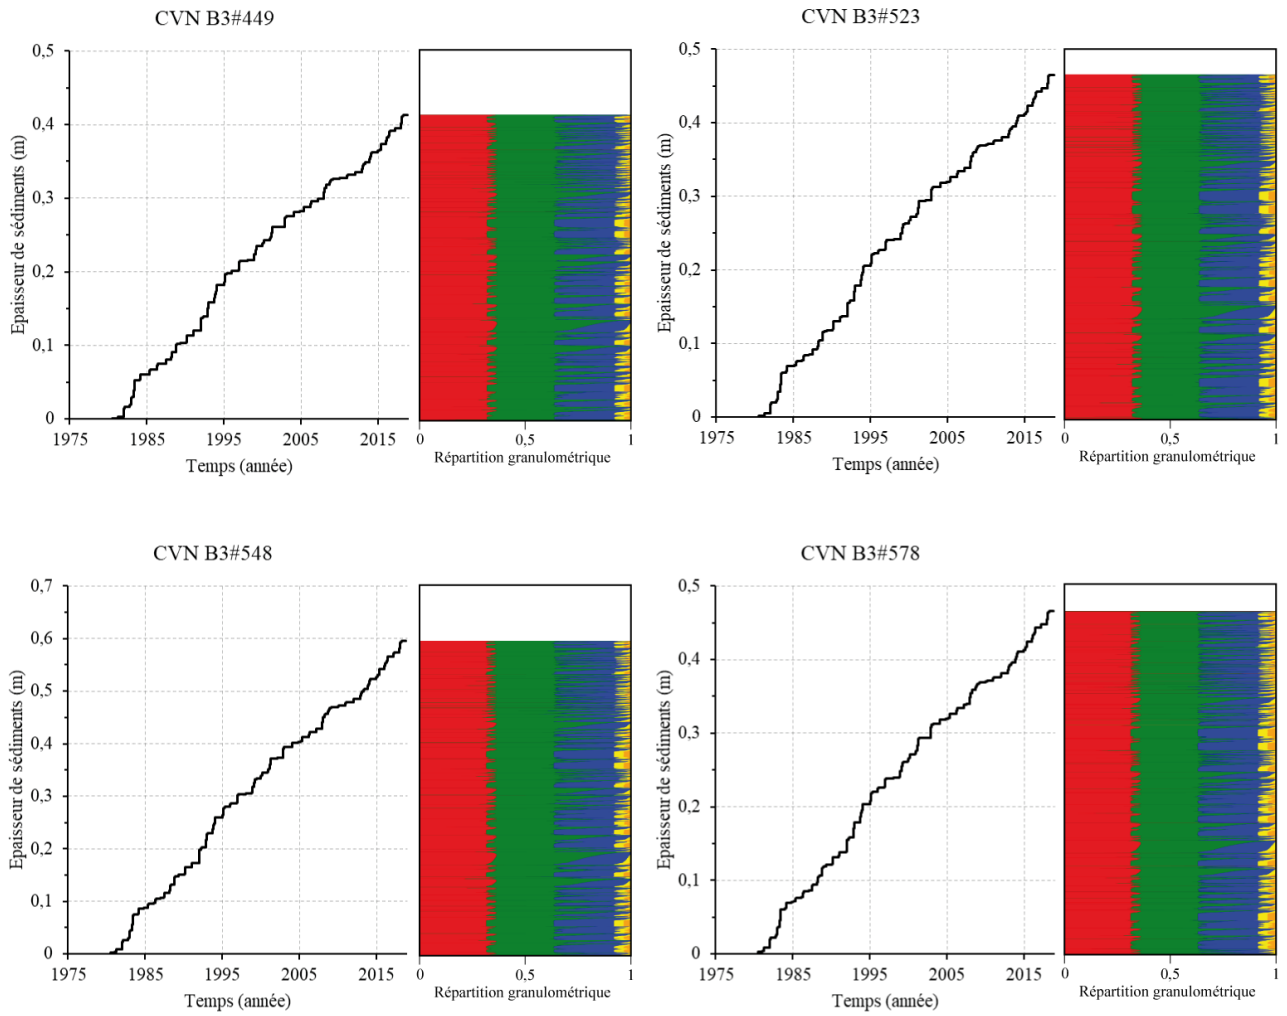 CVN B3#449
Epaisseur de sédiments (m)
0,5
0,4
0,3
0,2
0,1
0
1975 1985 1995 2005 2015
Temps (année)
0 0,5 1
Répartition granulométrique
CVN B3#523
Epaisseur de sédiments (m)
0,5
0,4
0,3
0,2
0,1
0
1975 1985 1995 2005 2015
Temps (année)
0 0,5 1
Répartition granulométrique
CVN B3#548
Epaisseur de sédiments (m)
0,7
0,6
0,5
0,4
0,3
0,2
0,1
0
1975 1985 1995 2005 2015
Temps (année)
0 0,5 1
Répartition granulométrique
CVN B3#578
Epaisseur de sédiments (m)
0,5
0,4
0,3
0,2
0,1
0
1975 1985 1995 2005 2015
Temps (année)
0 0,5 1
Répartition granulométrique